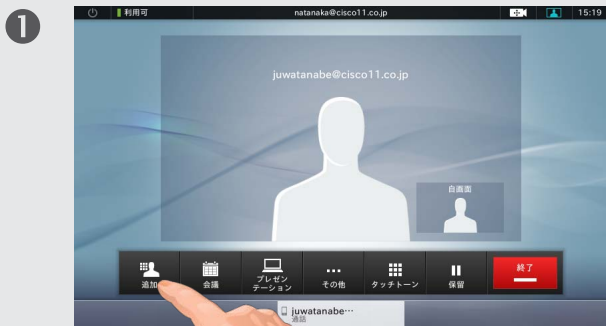 1
利用可 natanaka@cisco11.co.jp 15:19
juwatanabe@cisco11.co.jp
自画面
追加 会議 プレゼン
テーション その他 タッチトーン 保留 終了
juwatanabe…
通話